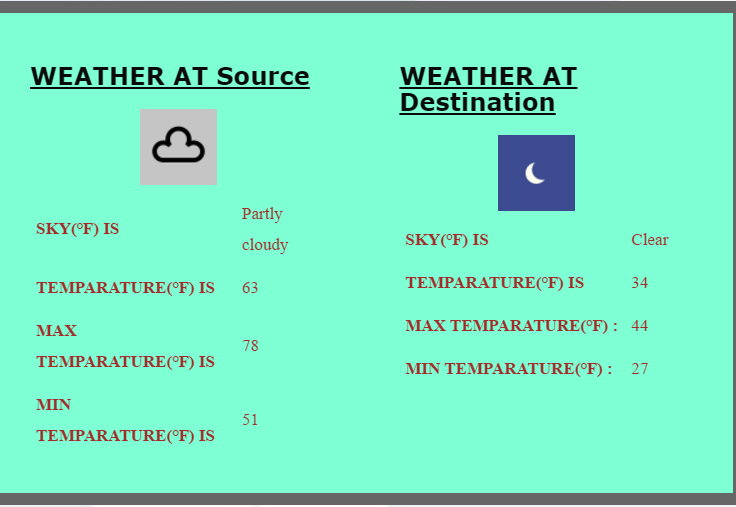 WEATHER AT Source
SKY(°F) IS
Partly
cloudy
TEMPARATURE(°F) IS 63
MAX
TEMPARATURE(°F) IS
78
MIN
TEMPARATURE(°F) IS
51
WEATHER AT
Destination
SKY(°F) IS Clear
TEMPARATURE(°F) IS 34
MAX TEMPARATURE(°F) : 44
MIN TEMPARATURE(°F) : 27